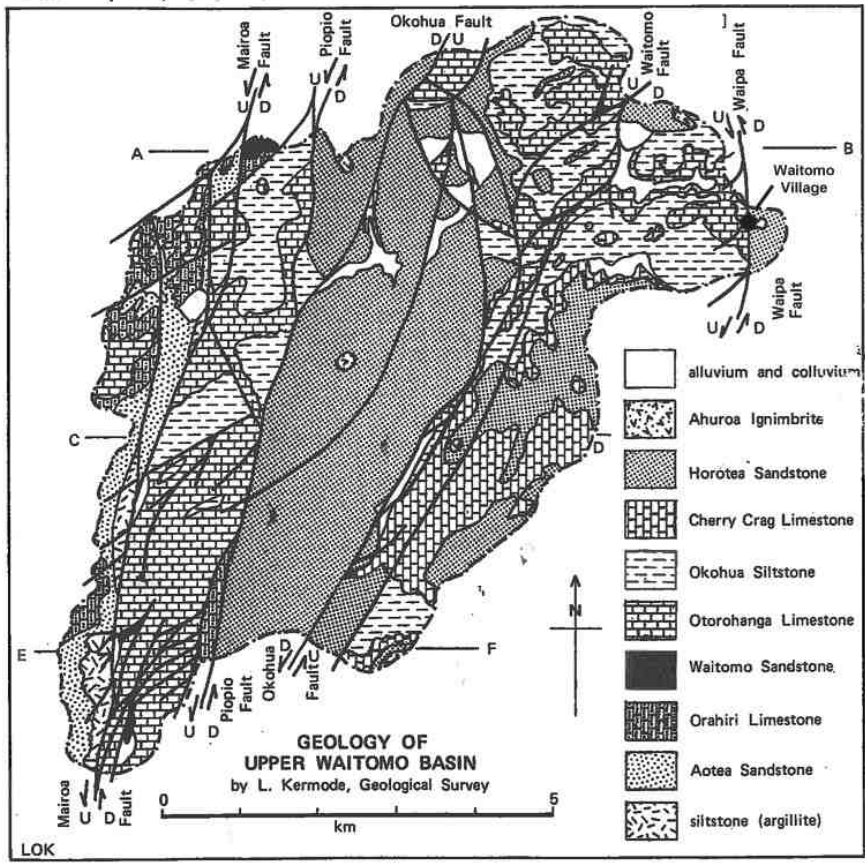 Mairoa
Fault
Piopio
Fault
Okohua Fault
D U
Waitomo
Fault
Waipa Fault
U D
U D
U
D
U
D
A
B
Waitomo
Village
U D
Waipa
Fault
C
D
E
F
alluvium and colluvium
Ahuroa Ignimbrite
Horotea Sandstone
Cherry Crag Limestone
Okohua Siltstone
Otorohanga Limestone
Waitomo Sandstone
Orahiri Limestone
Aotea Sandstone
siltstone (argillite)
N
U D
Piopio
Fault
Okohua
Fault
D
U
Mairoa
Fault
U D
GEOLOGY OF
UPPER WAITOMO BASIN
by L. Kermode, Geological Survey
0
5
km
LOK